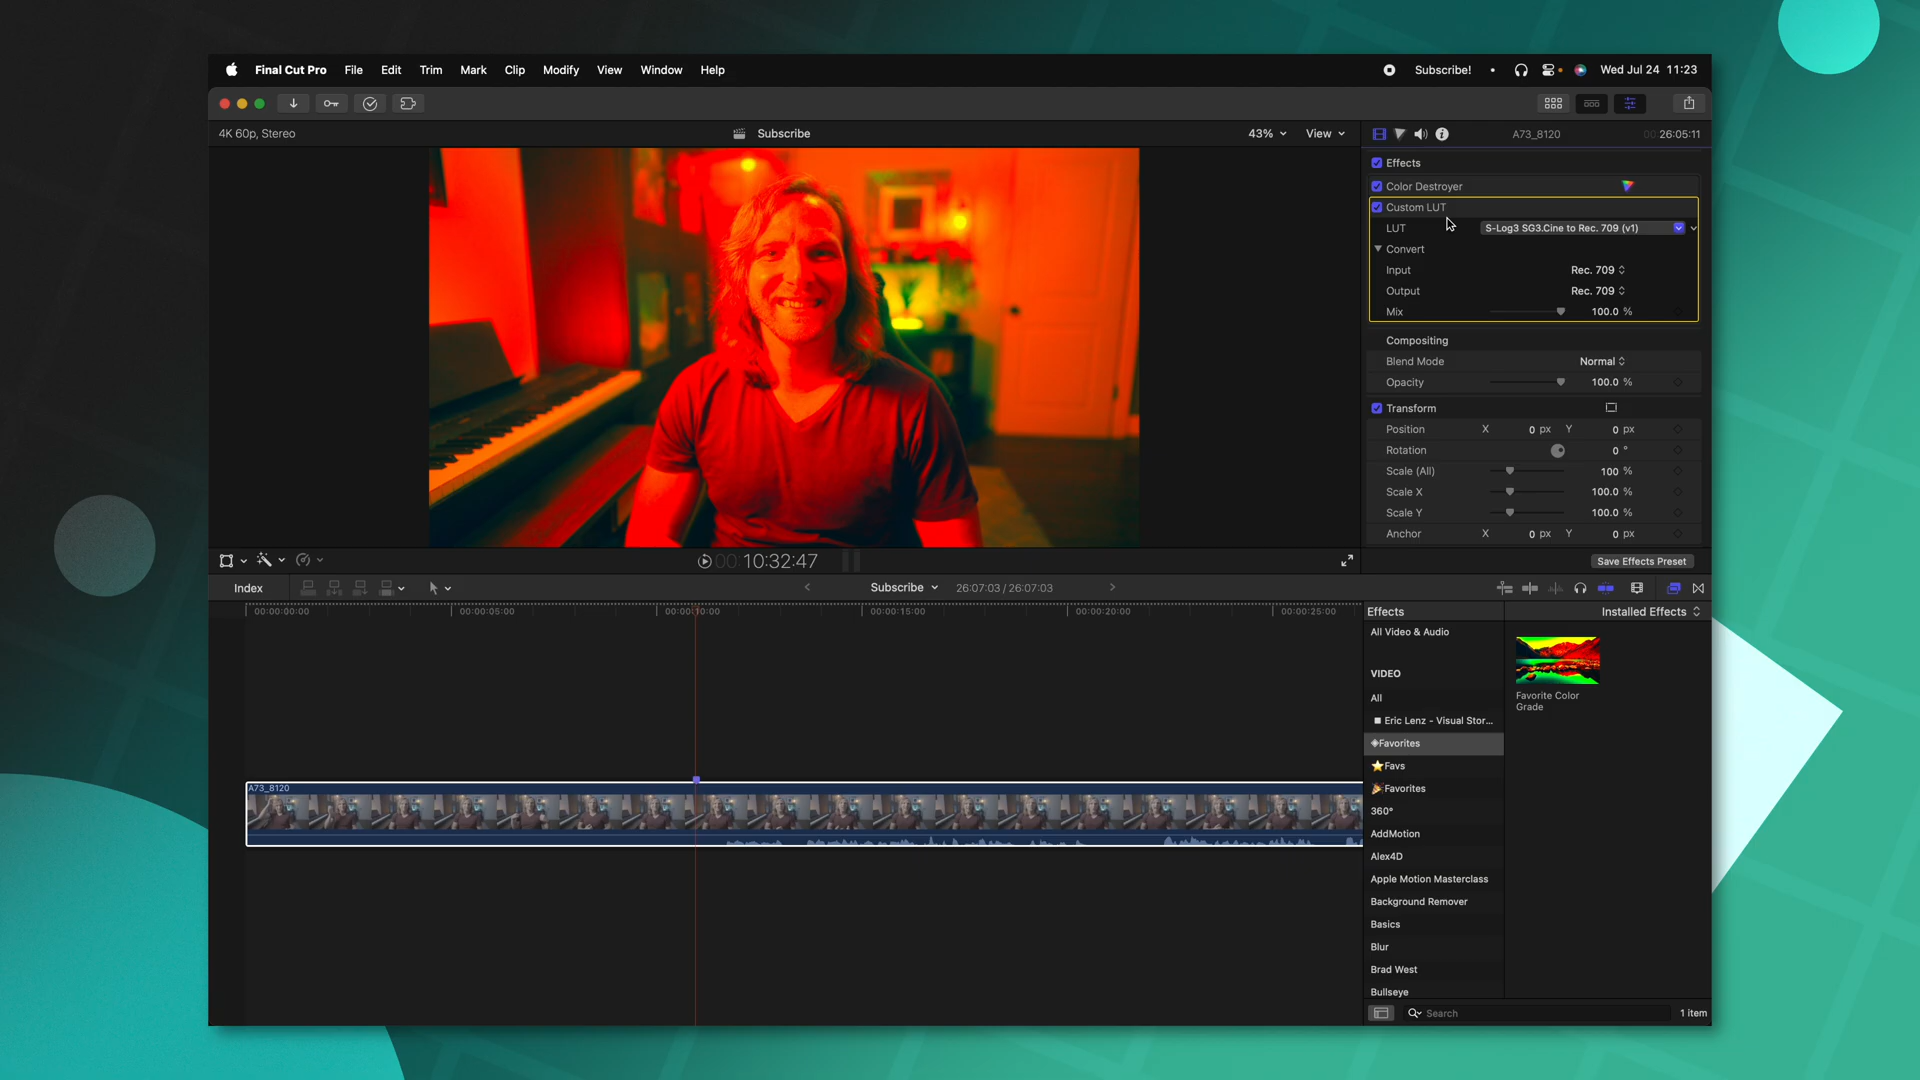 Final Cut Pro File Edit Trim Mark Clip Modify View Window Help
Subscribe! • Wed Jul 24 11:23
4K 60p, Stereo
Subscribe
43% View
A73_8120 00:26:05:11
Effects
Color Destroyer
Custom LUT
LUT S-Log3 SG3.Cine to Rec. 709 (v1)
Convert
Input Rec. 709
Output Rec. 709
Mix 100.0 %
Compositing
Blend Mode Normal
Opacity 100.0 %
Transform
Position X 0 px Y 0 px
Rotation 0 °
Scale (All) 100 %
Scale X 100.0 %
Scale Y 100.0 %
Anchor X 0 px Y 0 px
00:10:32:47
Save Effects Preset
Index
Subscribe 26:07:03 / 26:07:03
00:00:00:00 00:00:05:00 00:00:10:00 00:00:15:00 00:00:20:00 00:00:25:00
A73_8120
Effects
Installed Effects
All Video & Audio
VIDEO
All
Eric Lenz - Visual Stor...
Favorites
Favs
Favorites
360°
AddMotion
Alex4D
Apple Motion Masterclass
Background Remover
Basics
Blur
Brad West
Bullseye
Favorite Color
Grade
Search
1 item